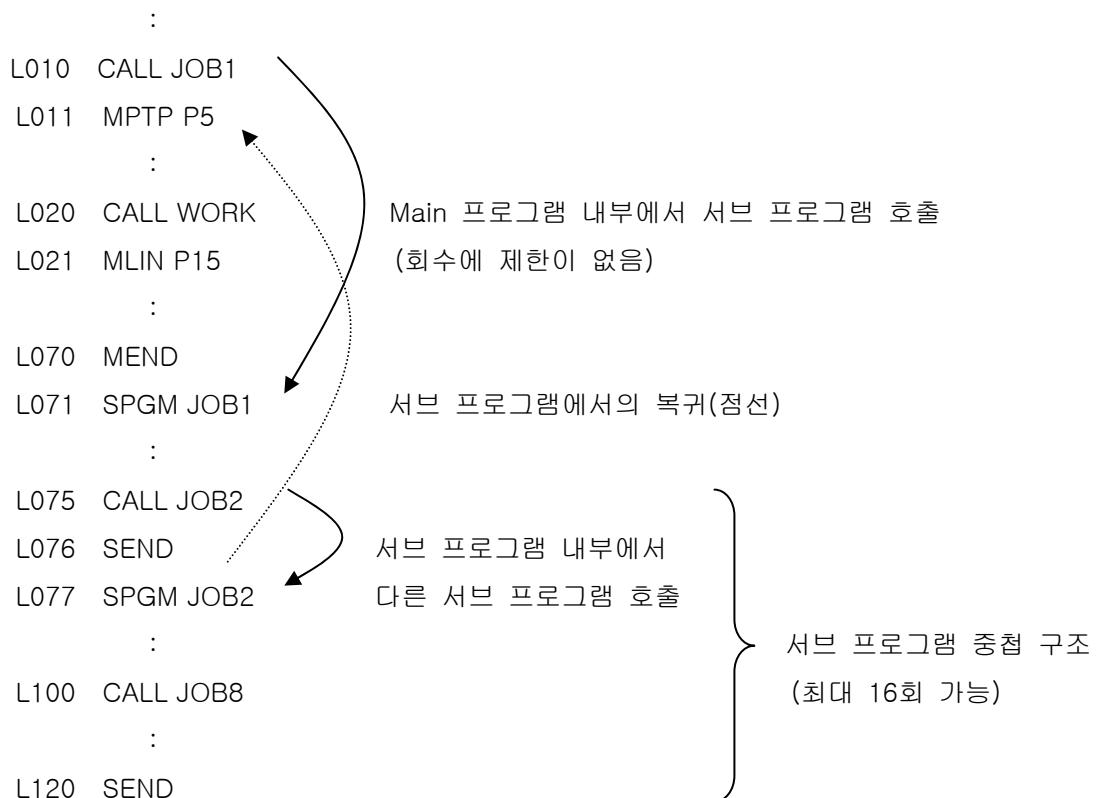 :
L010 CALL JOB1
L011 MPTP P5
:
L020 CALL WORK Main 프로그램 내부에서 서브 프로그램 호출
L021 MLIN P15 (회수에 제한이 없음)
:
L070 MEND
L071 SPGM JOB1 서브 프로그램에서의 복귀(점선)
:
L075 CALL JOB2
L076 SEND 서브 프로그램 내부에서
L077 SPGM JOB2 다른 서브 프로그램 호출
: 서브 프로그램 중첩 구조
L100 CALL JOB8 (최대 16회 가능)
:
L120 SEND